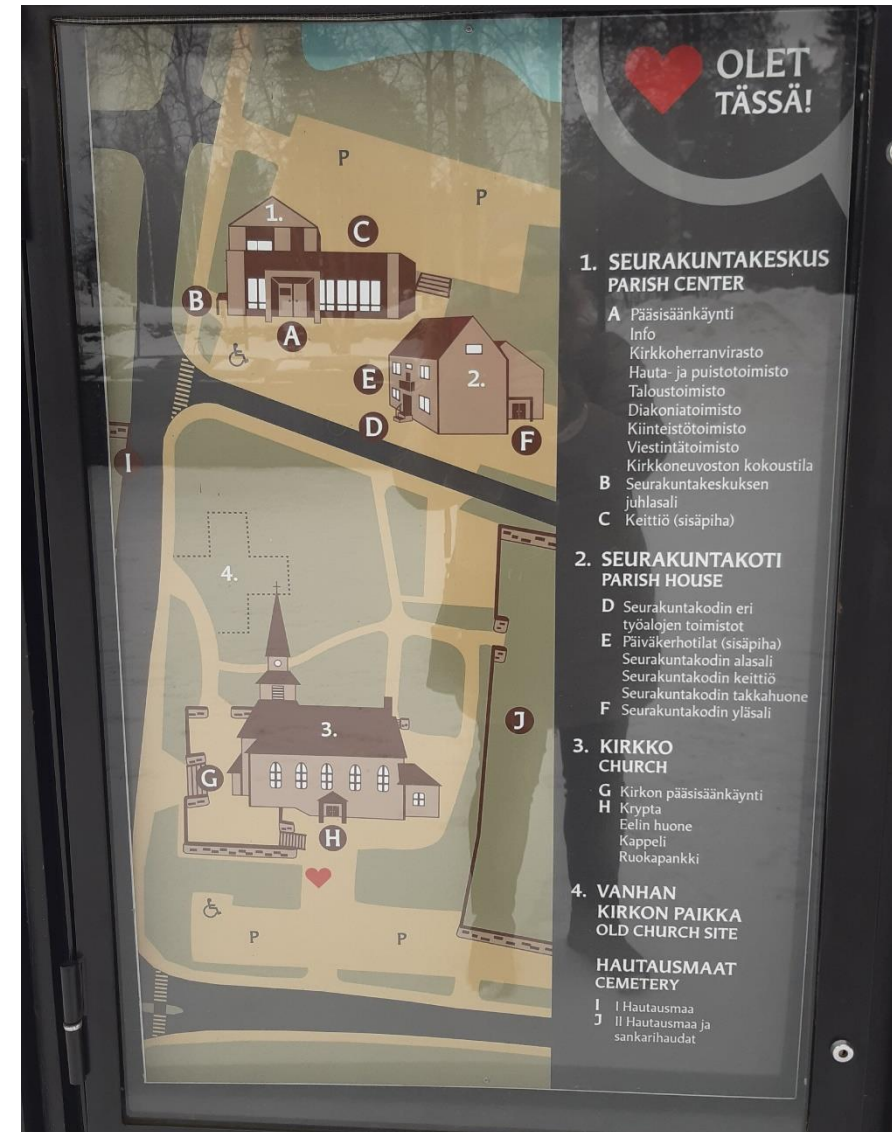 OLET
TÄSSÄ!
1. SEURAKUNTAKESKUS
PARISH CENTER
A Pääsisäänkäynti
Info
Kirkkoherranvirasto
Hauta- ja puistotoimisto
Taloustoimisto
Diakoniatoimisto
Kiinteistötoimisto
Viestintätoimisto
Kirkkoneuvoston kokoustila
B Seurakuntakeskuksen
juhlasali
C Keittiö (sisäpiha)
2. SEURAKUNTAKOTI
PARISH HOUSE
D Seurakuntakodin eri
työalojen toimistot
E Päiväkerhotilat (sisäpiha)
Seurakuntakodin alasali
Seurakuntakodin keittiö
Seurakuntakodin takkahuone
F Seurakuntakodin yläsali
3. KIRKKO
CHURCH
G Kirkon pääsisäänkäynti
H Krypta
Eelin huone
Kappeli
Ruokapankki
4. VANHAN
KIRKON PAIKKA
OLD CHURCH SITE
HAUTAUSMAAT
CEMETERY
I I Hautausmaa
J II Hautausmaa ja
sankarihaudat
P
P
1.
C
B
A
E
2.
D
F
I
4.
3.
J
G
H
P
P